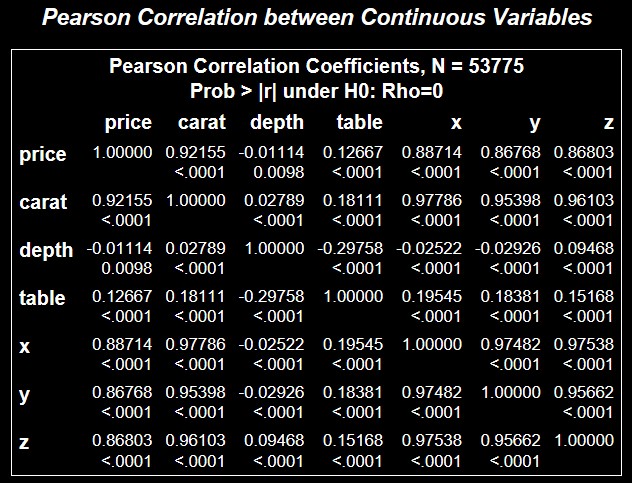 Pearson Correlation between Continuous Variables
Pearson Correlation Coefficients, N = 53775
Prob > |r| under H0: Rho=0
price carat depth table x y z
price 1.00000 0.92155 -0.01114 0.12667 0.88714 0.86768 0.86803
<.0001 0.0098 <.0001 <.0001 <.0001 <.0001
carat 0.92155 1.00000 0.02789 0.18111 0.97786 0.95398 0.96103
<.0001 <.0001 <.0001 <.0001 <.0001 <.0001
depth -0.01114 0.02789 1.00000 -0.29758 -0.02522 -0.02926 0.09468
0.0098 <.0001 <.0001 <.0001 <.0001 <.0001
table 0.12667 0.18111 -0.29758 1.00000 0.19545 0.18381 0.15168
<.0001 <.0001 <.0001 <.0001 <.0001 <.0001
x 0.88714 0.97786 -0.02522 0.19545 1.00000 0.97482 0.97538
<.0001 <.0001 <.0001 <.0001 <.0001 <.0001
y 0.86768 0.95398 -0.02926 0.18381 0.97482 1.00000 0.95662
<.0001 <.0001 <.0001 <.0001 <.0001 <.0001
z 0.86803 0.96103 0.09468 0.15168 0.97538 0.95662 1.00000
<.0001 <.0001 <.0001 <.0001 <.0001 <.0001